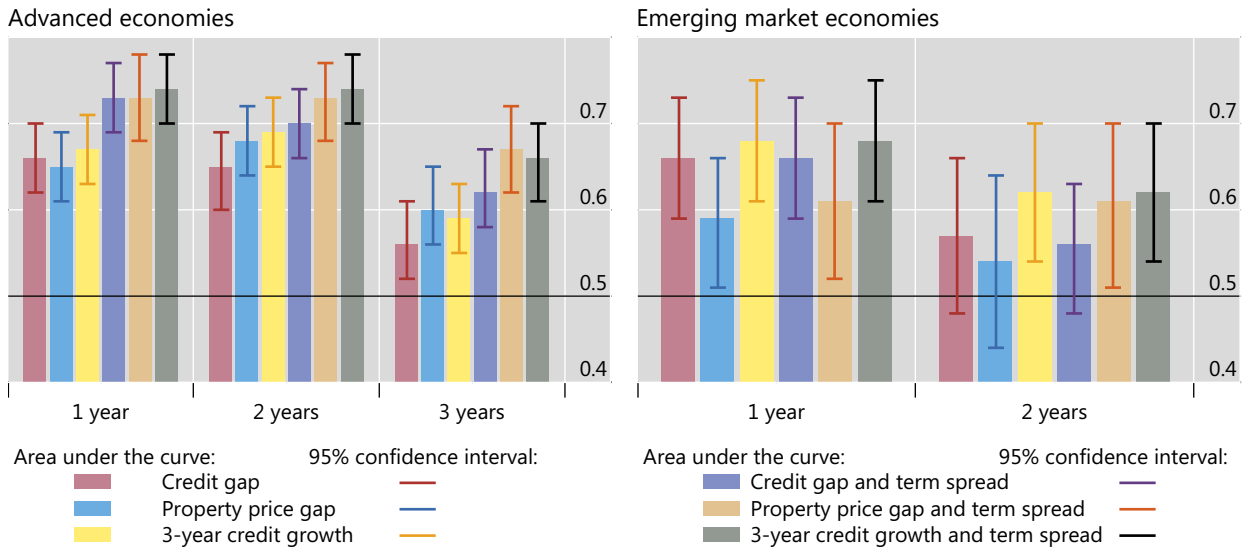 Advanced economies
0.7
0.6
0.5
0.4
1 year 2 years 3 years
Area under the curve: 95% confidence interval:
Credit gap
Property price gap
3-year credit growth
Emerging market economies
0.7
0.6
0.5
0.4
1 year 2 years
Area under the curve: 95% confidence interval:
Credit gap and term spread
Property price gap and term spread
3-year credit growth and term spread